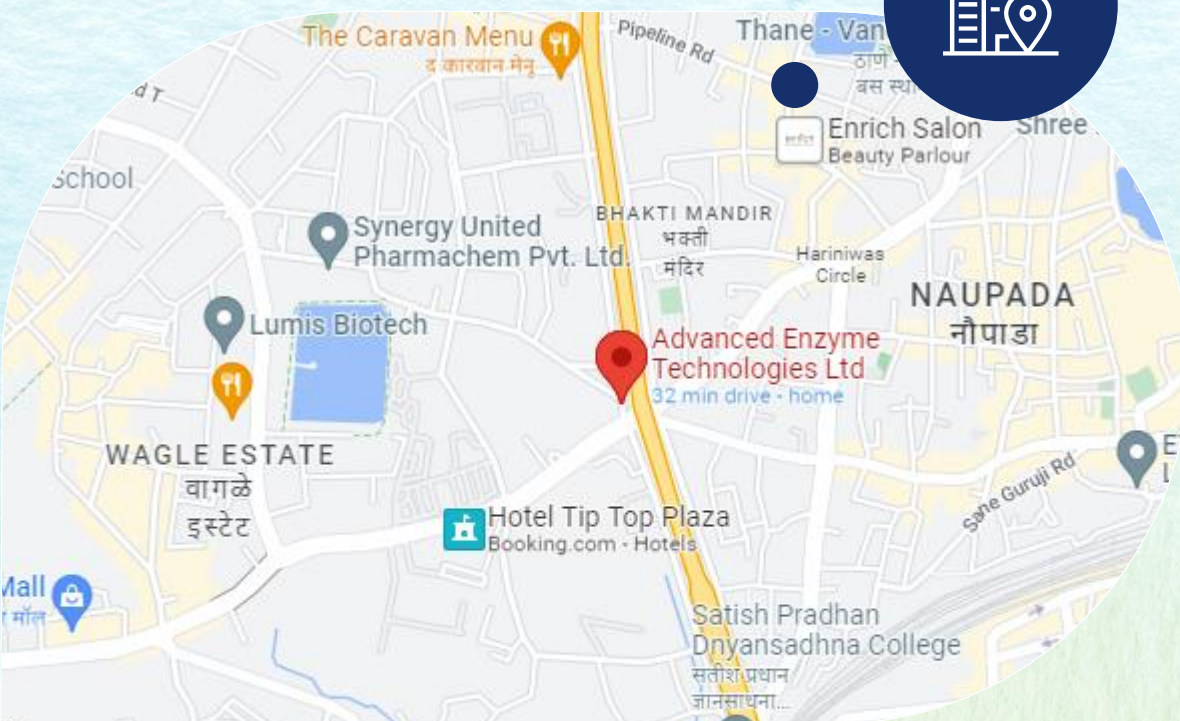 The Caravan Menu
द कारवान मेनू
Pipeline Rd
Thane - Van
ठाणे -
बस स्था
d T
Enrich Salon
Beauty Parlour
Shree
School
Synergy United
Pharmachem Pvt. Ltd.
BHAKTI MANDIR
भक्ती
मंदिर
Hariniwas
Circle
NAUPADA
नौपाडा
Lumis Biotech
Advanced Enzyme
Technologies Ltd
32 min drive - home
WAGLE ESTATE
वागळे
इस्टेट
E
L
Sane Guruji Rd
Hotel Tip Top Plaza
Booking.com - Hotels
Mall
र मॉल
Satish Pradhan
Dnyansadhna College
सतीश प्रधान
ज्ञानसाधना...